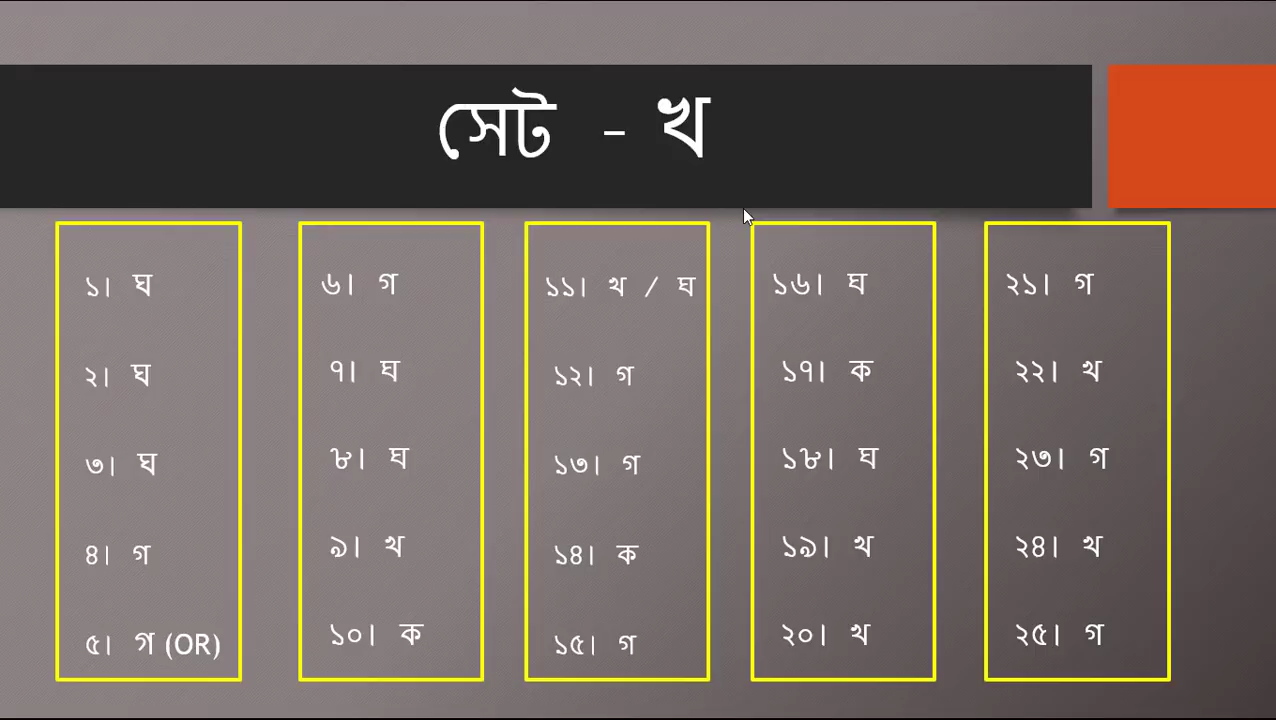 সেট - খ
১। ঘ
২। ঘ
৩। ঘ
৪। গ
৫। গ (OR)
৬। গ
৭। ঘ
৮। ঘ
৯। খ
১০। ক
১১। খ / ঘ
১২। গ
১৩। গ
১৪। ক
১৫। গ
১৬। ঘ
১৭। ক
১৮। ঘ
১৯। খ
২০। খ
২১। গ
২২। খ
২৩। গ
২৪। খ
২৫। গ